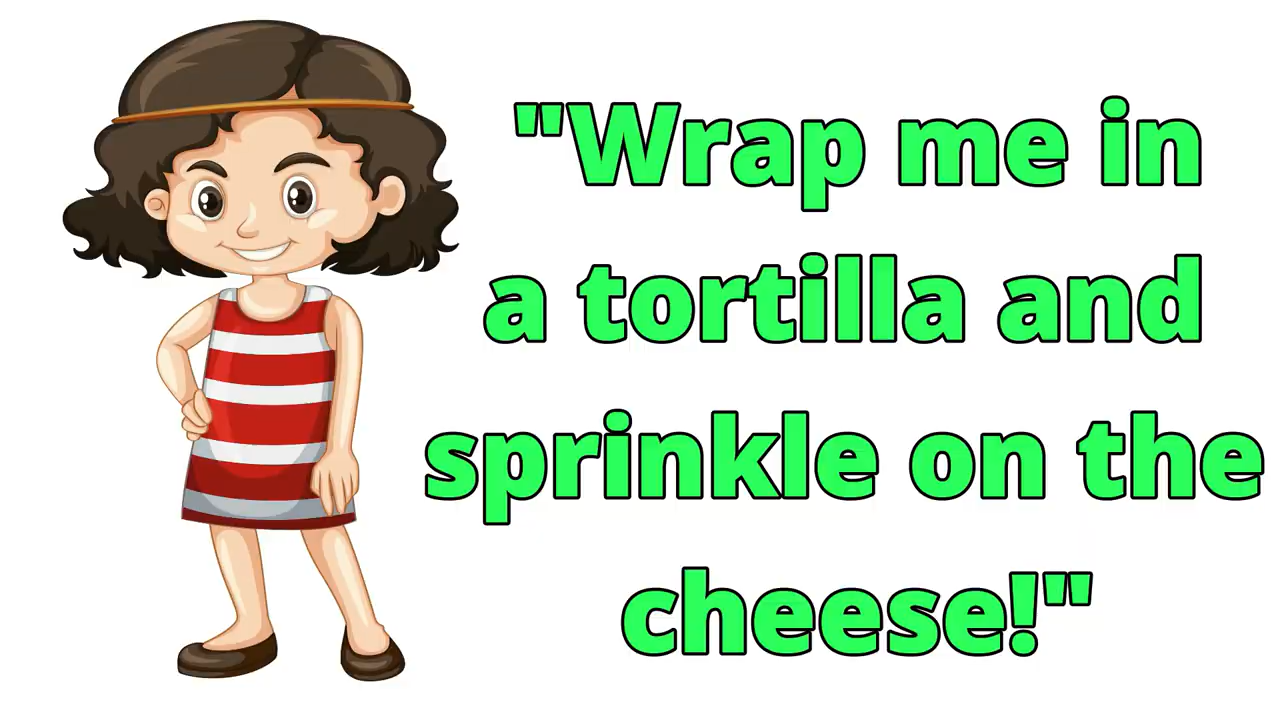 "Wrap me in
a tortilla and
sprinkle on the
cheese!"